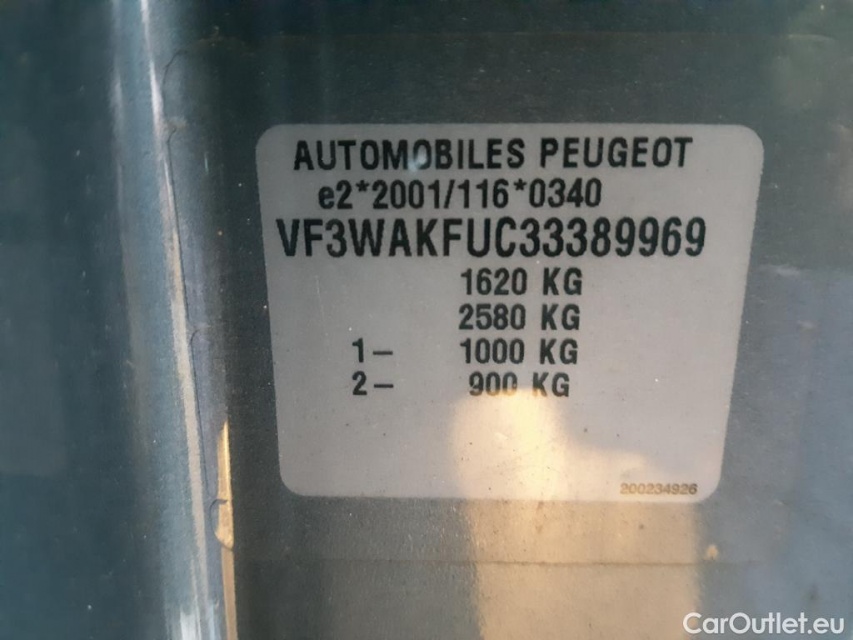 AUTOMOBILES PEUGEOT
e2*2001/116*0340
VF3WAKFUC33389969
1620 KG
2580 KG
1– 1000 KG
2– 900 KG
200234926
CarOutlet.eu